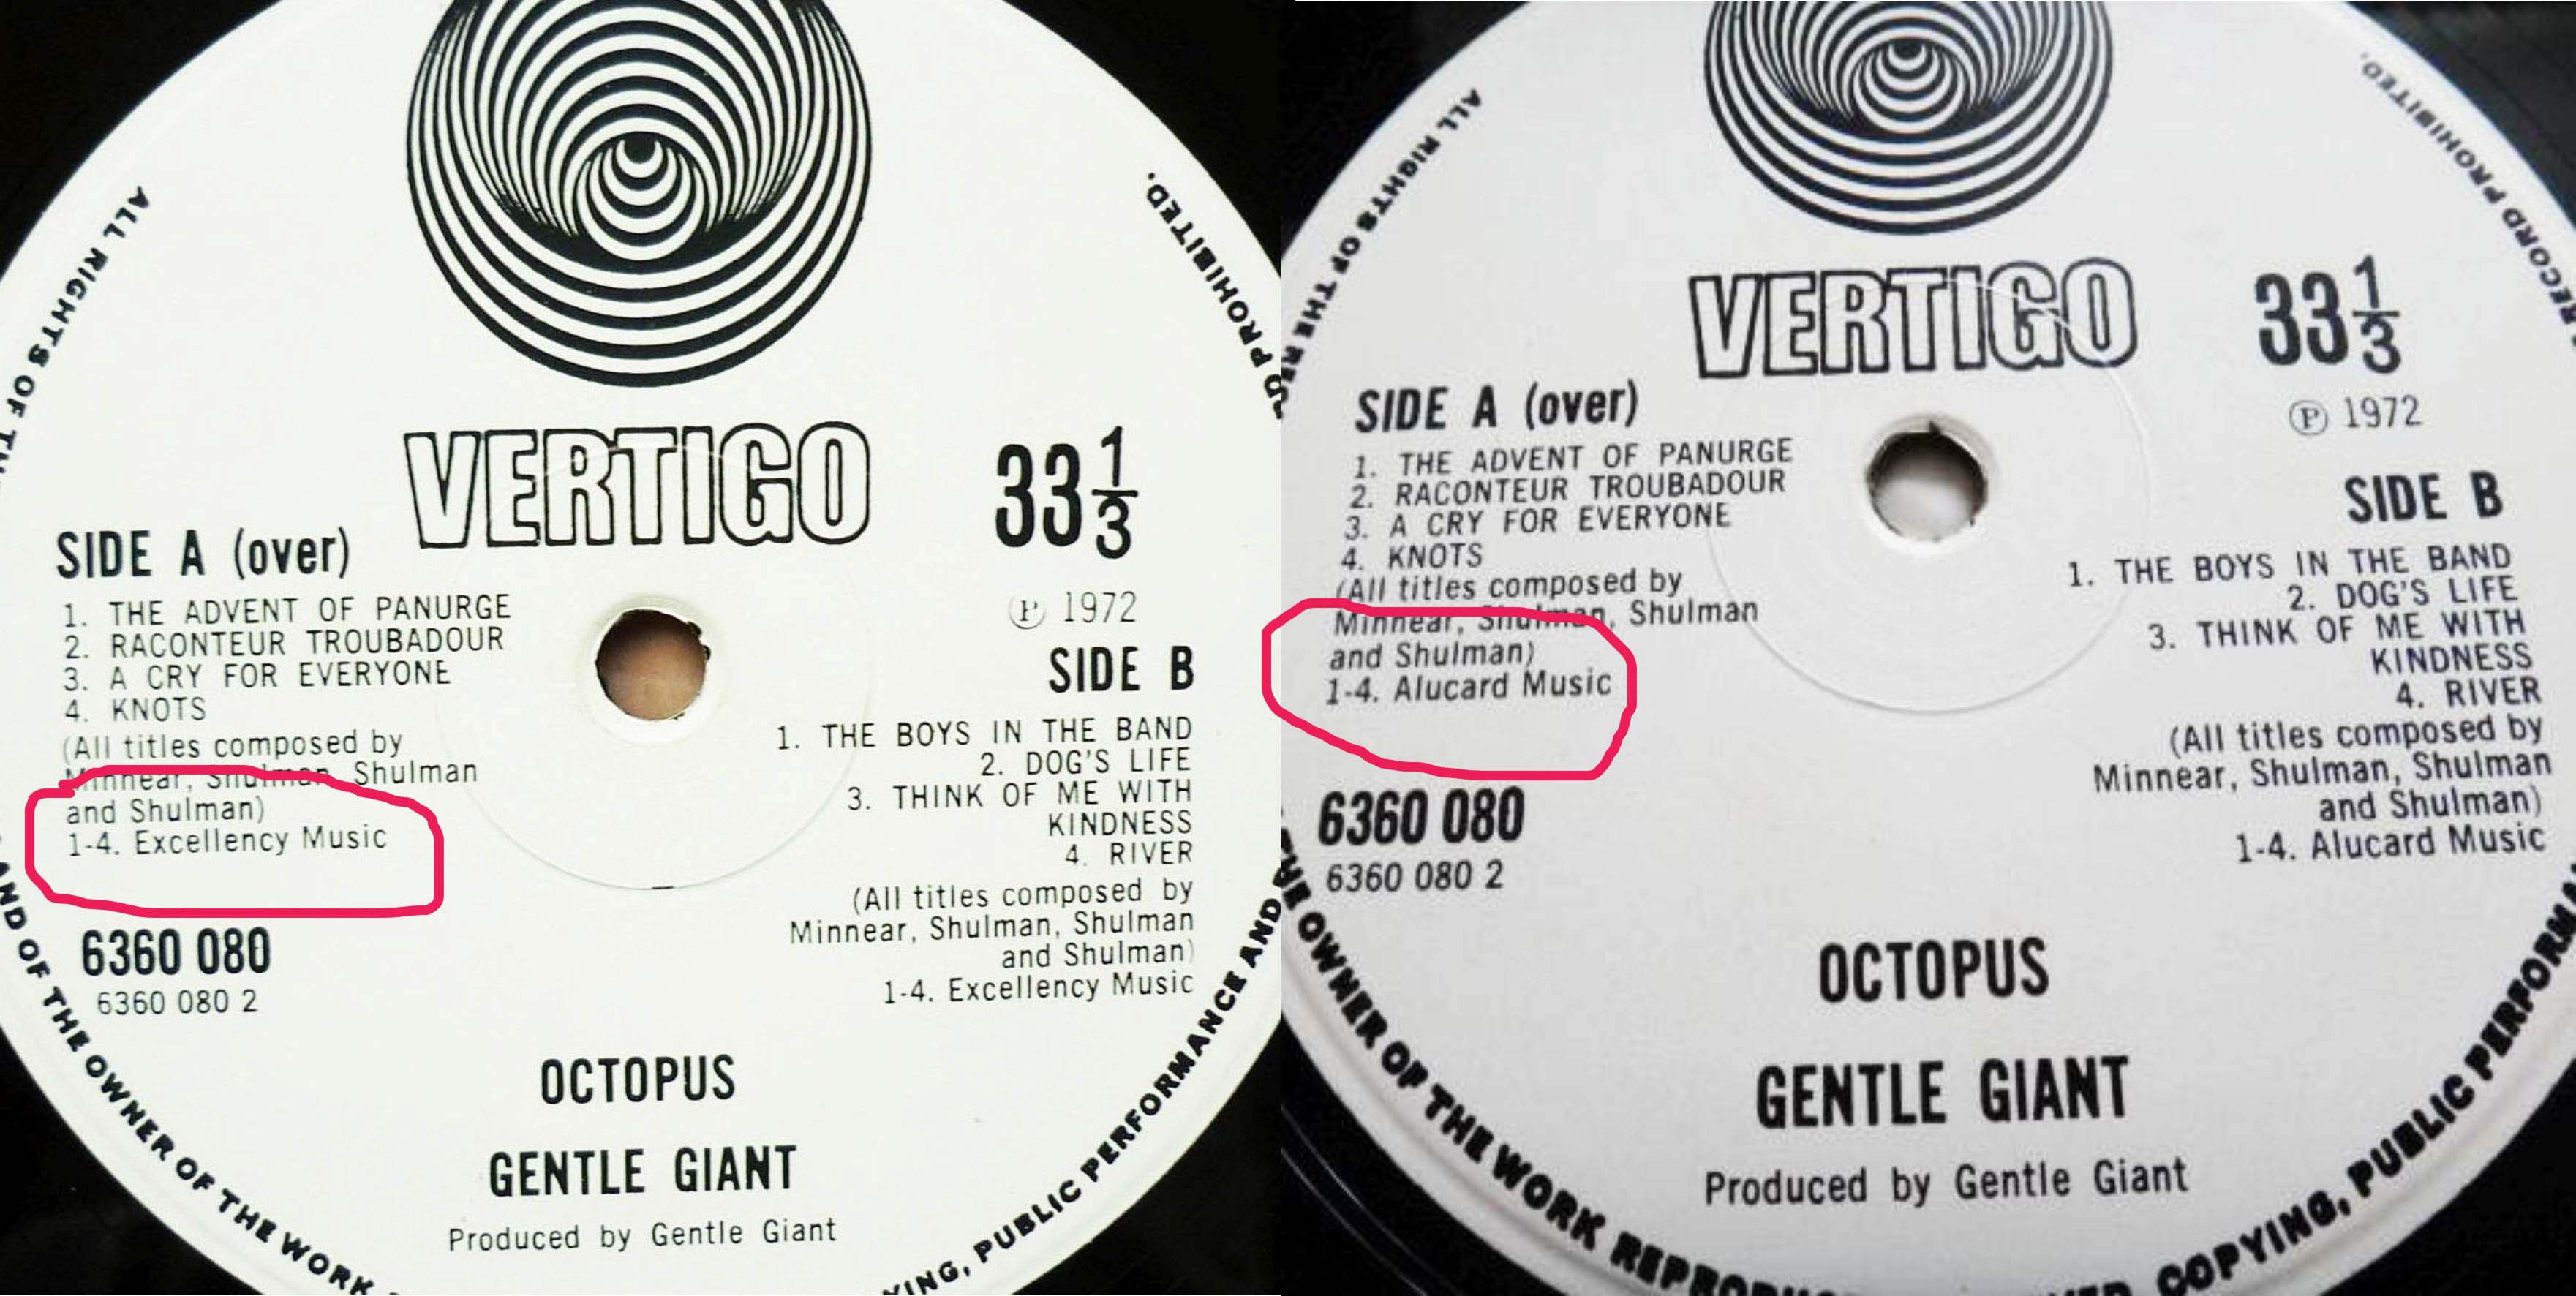 ALL RIGHTS OF TH
VERTIGO
33 1/3
Ⓟ 1972
SIDE A (over)
1. THE ADVENT OF PANURGE
2. RACONTEUR TROUBADOUR
3. A CRY FOR EVERYONE
4. KNOTS
(All titles composed by
Minnear, Shulman, Shulman
and Shulman)
1-4. Excellency Music
6360 080
6360 080 2
SIDE B
1. THE BOYS IN THE BAND
2. DOG'S LIFE
3. THINK OF ME WITH
KINDNESS
4. RIVER
(All titles composed by
Minnear, Shulman, Shulman
and Shulman)
1-4. Excellency Music
OCTOPUS
GENTLE GIANT
Produced by Gentle Giant
AND OF THE OWNER OF THE WORK
YING, PUBLIC PERFORMANCE AND
RD PROHIBITED.
ALL RIGHTS OF THE RE
VERTIGO
33 1/3
Ⓟ 1972
SIDE A (over)
1. THE ADVENT OF PANURGE
2. RACONTEUR TROUBADOUR
3. A CRY FOR EVERYONE
4. KNOTS
(All titles composed by
Minnear, Shulman, Shulman
and Shulman)
1-4. Alucard Music
6360 080
6360 080 2
SIDE B
1. THE BOYS IN THE BAND
2. DOG'S LIFE
3. THINK OF ME WITH
KINDNESS
4. RIVER
(All titles composed by
Minnear, Shulman, Shulman
and Shulman)
1-4. Alucard Music
OCTOPUS
GENTLE GIANT
Produced by Gentle Giant
THE OWNER OF THE WORK
COPYING, PUBLIC PERFORMA
RECORD PROHIBITED.